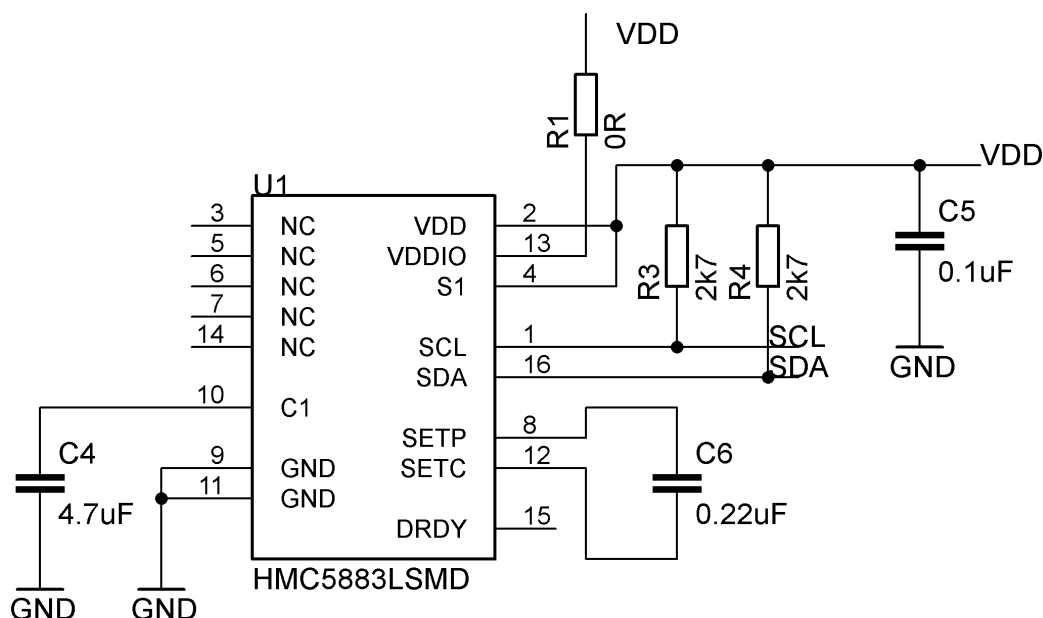 VDD
R1
0R
VDD
U1
3 NC VDD 2
5 NC VDDIO 13
6 NC S1 4
7 NC
14 NC SCL 1 SCL
SDA 16 SDA
10 C1
SETP 8
9 GND SETC 12
11 GND
DRDY 15
HMC5883LSMD
R3
2k7
R4
2k7
C5
0.1uF
GND
C4
4.7uF
GND
GND
C6
0.22uF